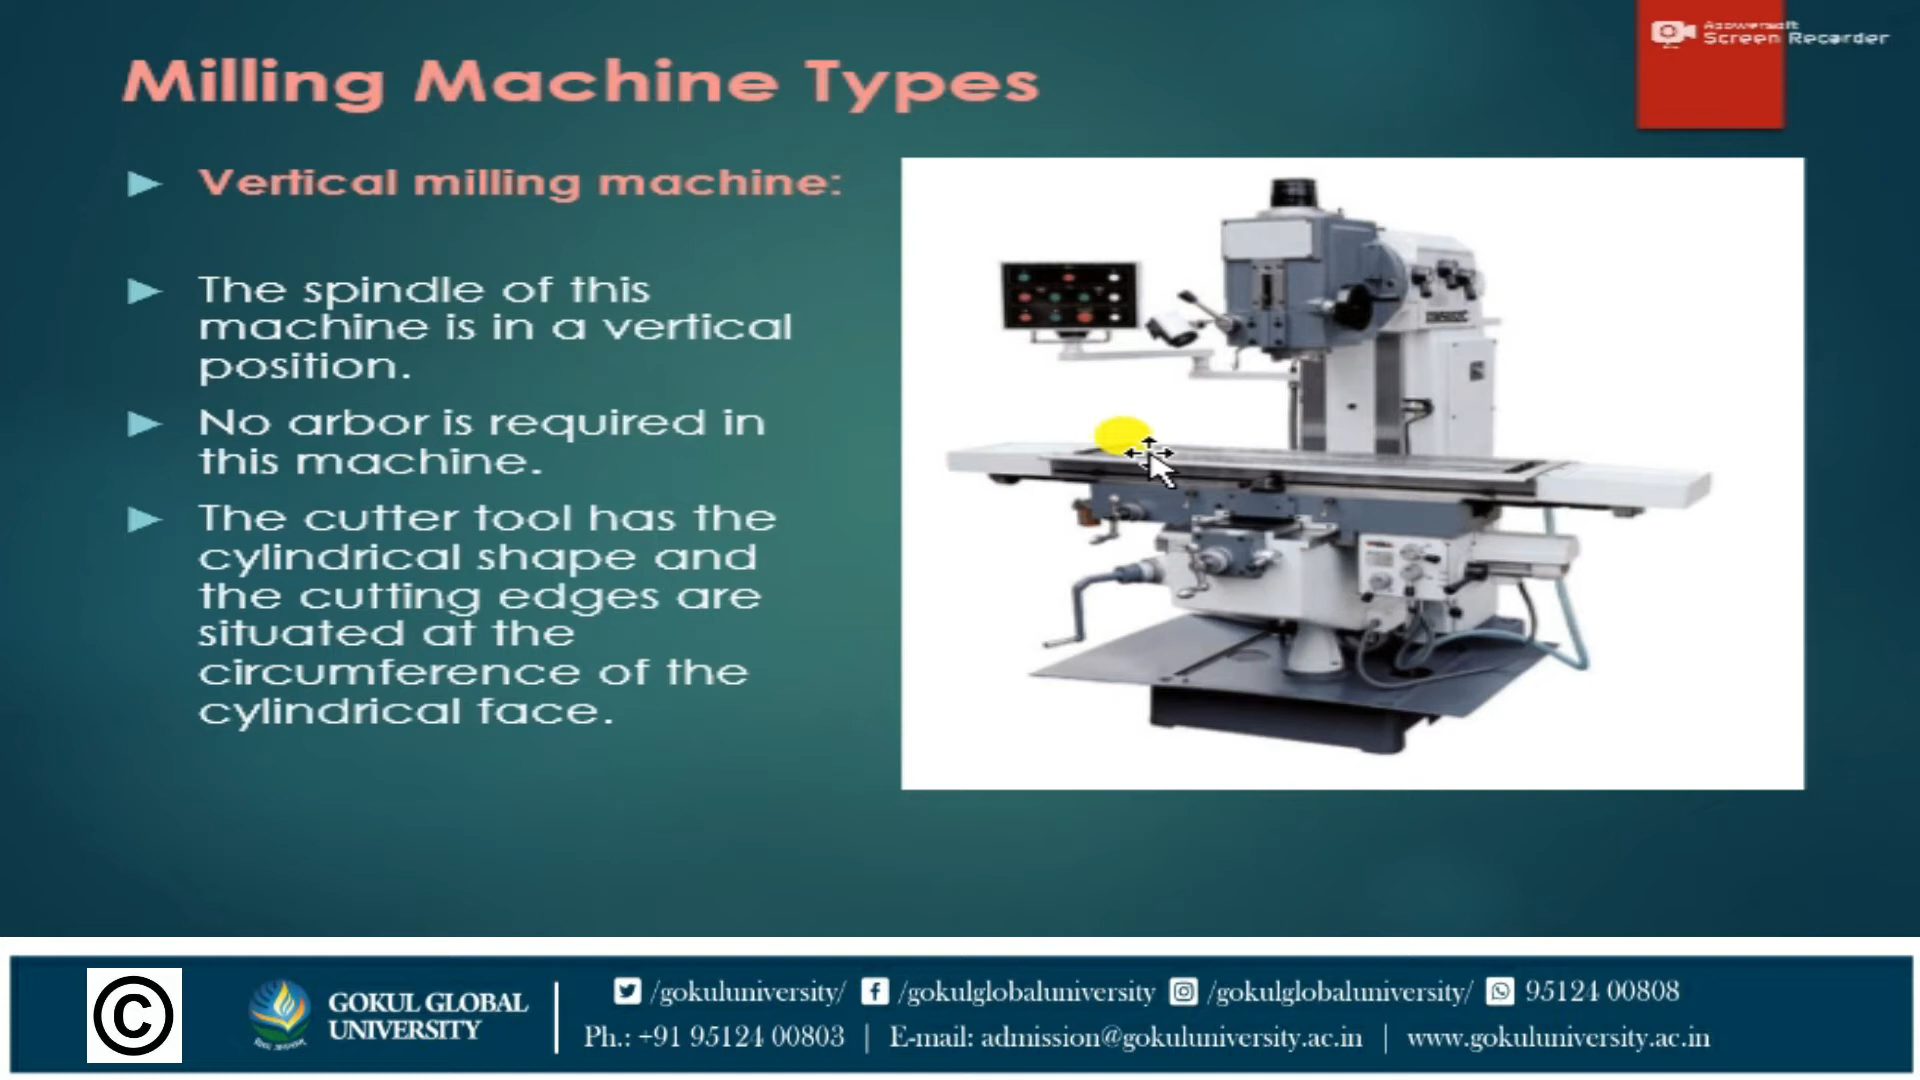 Apowersoft
Screen Recorder
Milling Machine Types
Vertical milling machine:
The spindle of this
machine is in a vertical
position.
No arbor is required in
this machine.
The cutter tool has the
cylindrical shape and
the cutting edges are
situated at the
circumference of the
cylindrical face.
©
GOKUL GLOBAL
UNIVERSITY
/gokuluniversity/ /gokulglobaluniversity /gokulglobaluniversity/ 95124 00808
Ph.: +91 95124 00803 | E-mail: admission@gokuluniversity.ac.in | www.gokuluniversity.ac.in